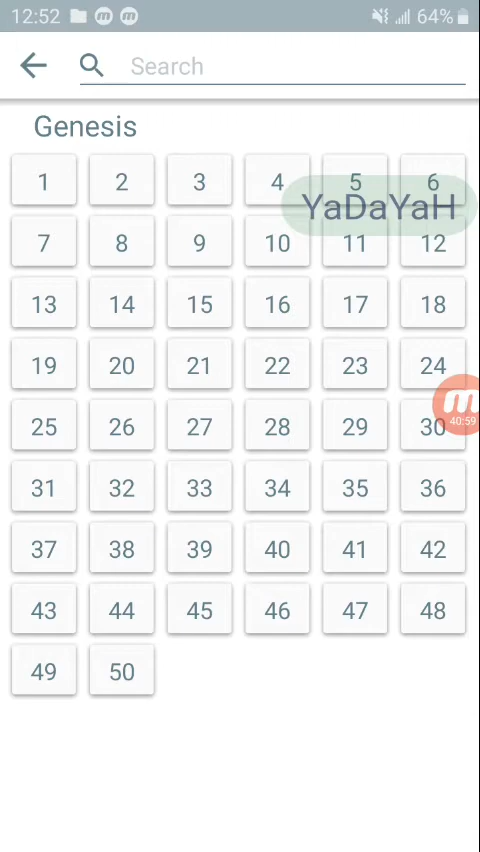 12:52 64%
Search
Genesis
1 2 3 4 5 6
YaDaYaH
7 8 9 10 11 12
13 14 15 16 17 18
19 20 21 22 23 24
25 26 27 28 29 30
40:59
31 32 33 34 35 36
37 38 39 40 41 42
43 44 45 46 47 48
49 50